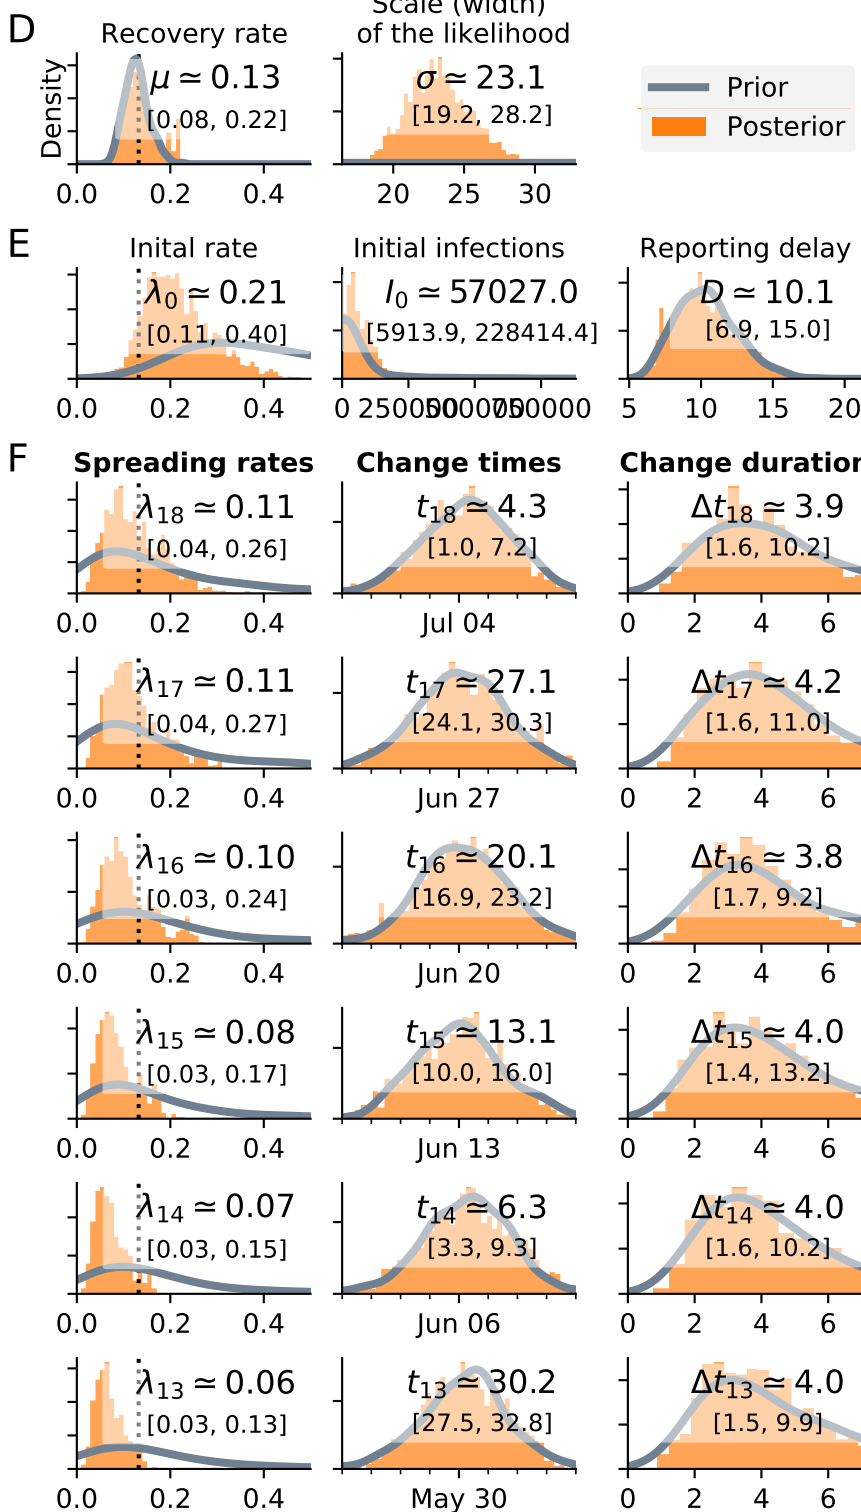 D
Scale (width)
Recovery rate
of the likelihood
Density
μ ≃ 0.13
[0.08, 0.22]
σ ≃ 23.1
[19.2, 28.2]
Prior
Posterior
0.0 0.2 0.4
20 25 30
E
Inital rate
Initial infections
Reporting delay
λ0 ≃ 0.21
[0.11, 0.40]
I0 ≃ 57027.0
[5913.9, 228414.4]
D ≃ 10.1
[6.9, 15.0]
0.0 0.2 0.4
0 250000 500000 750000
5 10 15 20
F
Spreading rates
Change times
Change duration
λ18 ≃ 0.11
[0.04, 0.26]
t18 ≃ 4.3
[1.0, 7.2]
Δt18 ≃ 3.9
[1.6, 10.2]
0.0 0.2 0.4
Jul 04
0 2 4 6
λ17 ≃ 0.11
[0.04, 0.27]
t17 ≃ 27.1
[24.1, 30.3]
Δt17 ≃ 4.2
[1.6, 11.0]
0.0 0.2 0.4
Jun 27
0 2 4 6
λ16 ≃ 0.10
[0.03, 0.24]
t16 ≃ 20.1
[16.9, 23.2]
Δt16 ≃ 3.8
[1.7, 9.2]
0.0 0.2 0.4
Jun 20
0 2 4 6
λ15 ≃ 0.08
[0.03, 0.17]
t15 ≃ 13.1
[10.0, 16.0]
Δt15 ≃ 4.0
[1.4, 13.2]
0.0 0.2 0.4
Jun 13
0 2 4 6
λ14 ≃ 0.07
[0.03, 0.15]
t14 ≃ 6.3
[3.3, 9.3]
Δt14 ≃ 4.0
[1.6, 10.2]
0.0 0.2 0.4
Jun 06
0 2 4 6
λ13 ≃ 0.06
[0.03, 0.13]
t13 ≃ 30.2
[27.5, 32.8]
Δt13 ≃ 4.0
[1.5, 9.9]
0.0 0.2 0.4
May 30
0 2 4 6